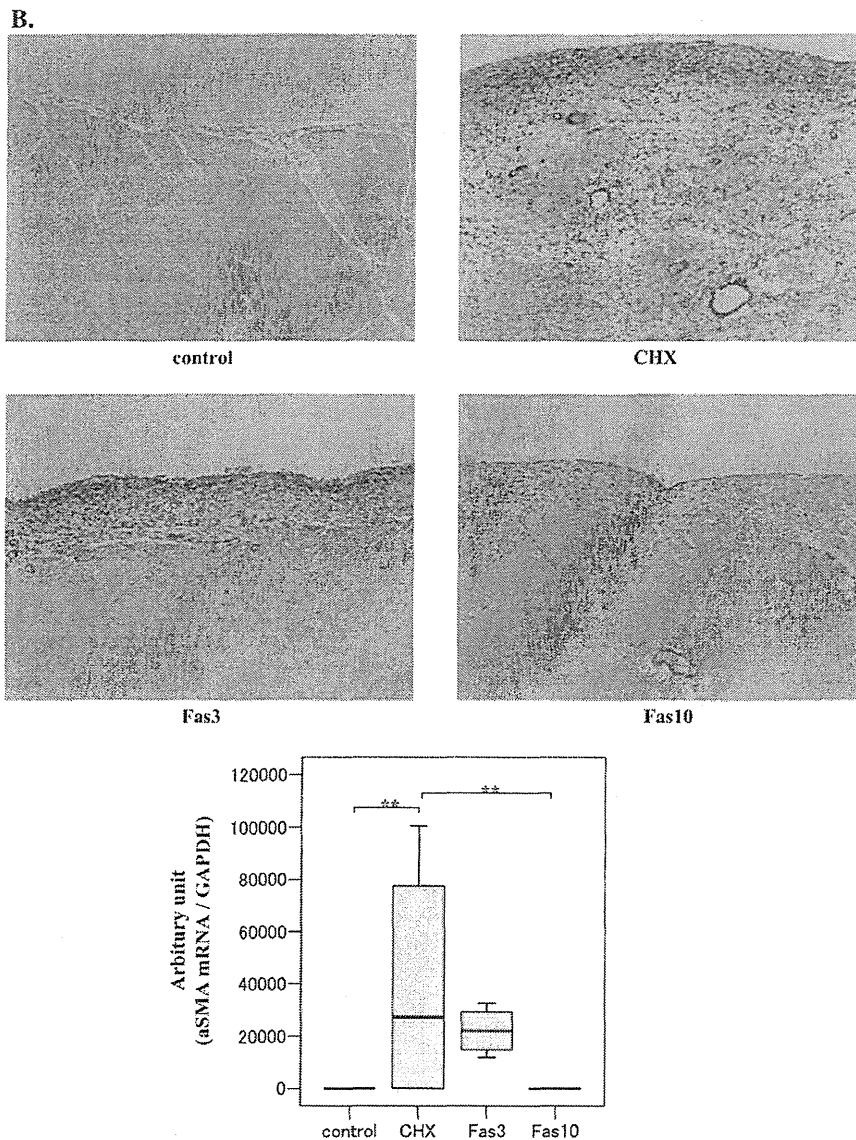 B.
control
CHX
Fas3
Fas10
120000
100000
80000
60000
40000
20000
0
Arbitury unit
(aSMA mRNA / GAPDH)
**
**
control CHX Fas3 Fas10